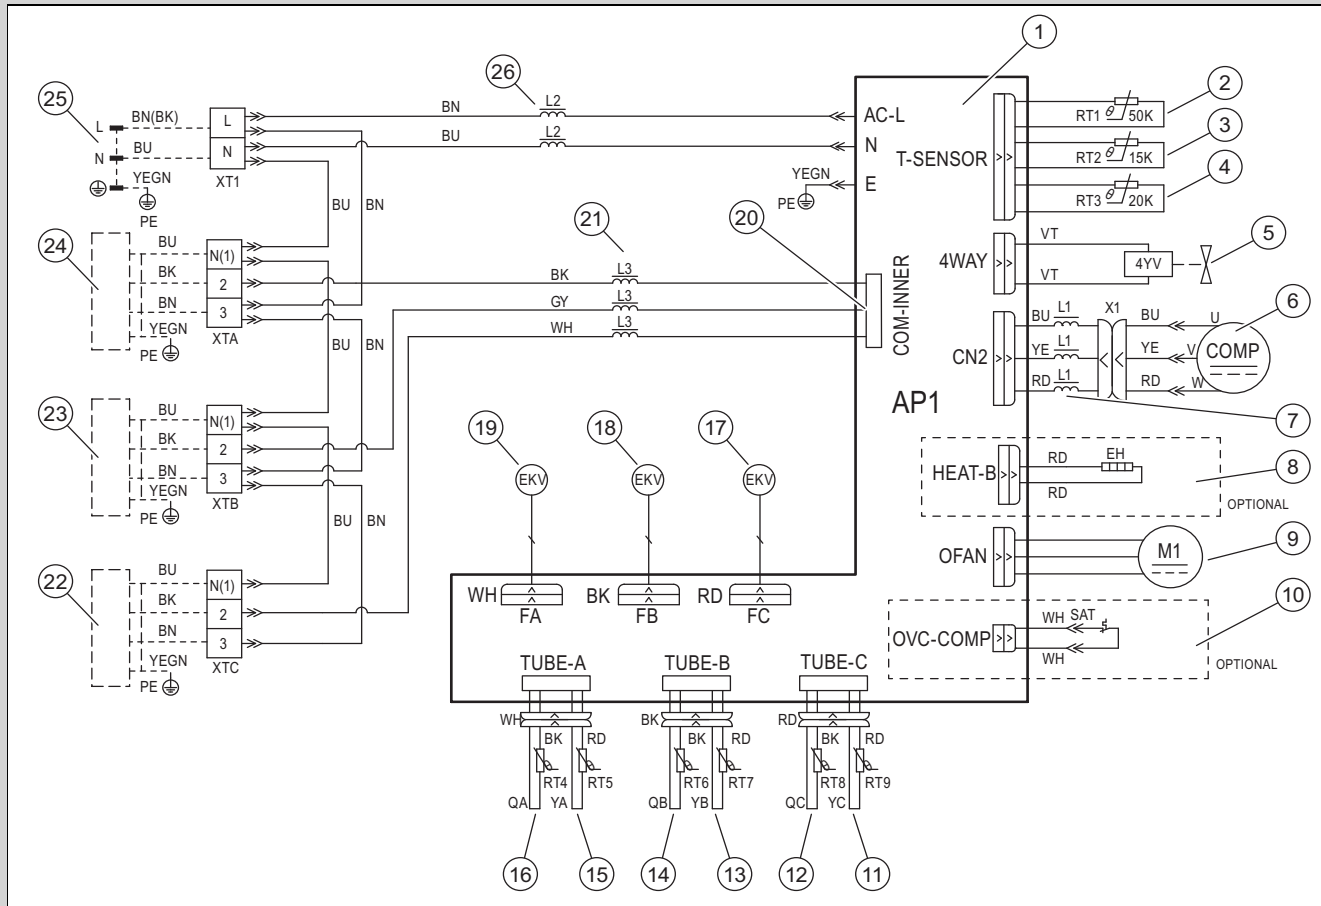 1
26
2
25
L2
BN
AC-L
BN(BK)
L
L
RT1
50K
3
BU
L2
BU
N
N
N
T-SENSOR
RT2
15K
YEGN
XT1
YEGN
E
4
PE
PE
RT3
20K
BU
BN
20
21
24
BU
N(1)
VT
5
4WAY
4YV
BK
2
BK
L3
VT
BN
3
GY
L3
COM-INNER
L1
X1
BU
BU
U
6
YEGN
WH
L3
L1
PE
XTA
BU
BN
CN2
YE
YE
V
COMP
L1
RD
RD
W
AP1
23
BU
N(1)
19
18
17
7
BK
2
BN
3
EKV
EKV
EKV
HEAT-B
RD
EH
8
YEGN
RD
XTB
OPTIONAL
PE
BU
BN
OFAN
M1
9
22
BU
N(1)
WH
BK
RD
BK
2
FA
FB
FC
10
WH
SAT
BN
3
OVC-COMP
YEGN
XTC
WH
OPTIONAL
TUBE-A
TUBE-B
TUBE-C
PE
WH
BK
RD
BK
RD
BK
RD
BK
RD
RT4
RT5
RT6
RT7
RT8
RT9
QA
YA
QB
YB
QC
YC
16
15
14
13
12
11